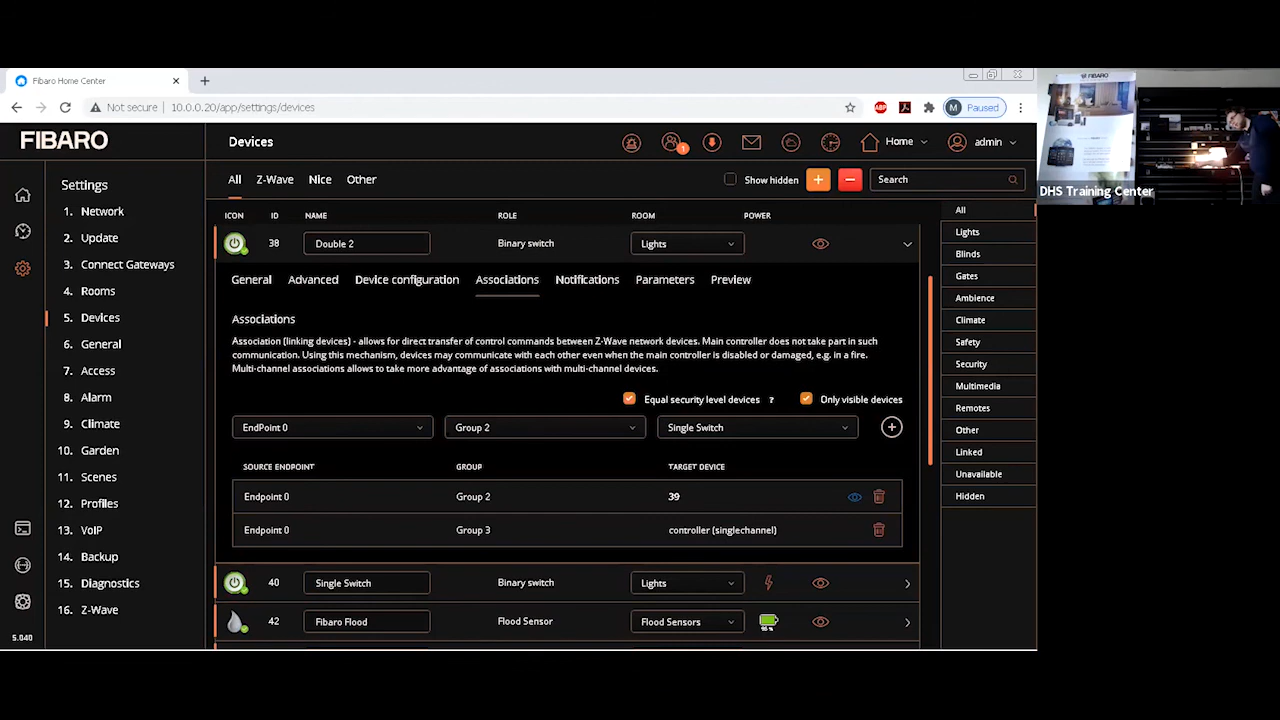 Fibaro Home Center
Not secure
10.0.0.20/app/settings/devices
ABP
M
Paused
FIBARO
Devices
1
Home
admin
Settings
1. Network
2. Update
3. Connect Gateways
4. Rooms
5. Devices
6. General
7. Access
8. Alarm
9. Climate
10. Garden
11. Scenes
12. Profiles
13. VoIP
14. Backup
15. Diagnostics
16. Z-Wave
5.040
All
Z-Wave
Nice
Other
Show hidden
+
−
Search
ICON
ID
NAME
ROLE
ROOM
POWER
38
Double 2
Binary switch
Lights
General
Advanced
Device configuration
Associations
Notifications
Parameters
Preview
Associations
Association (linking devices) - allows for direct transfer of control commands between Z-Wave network devices. Main controller does not take part in such
communication. Using this mechanism, devices may communicate with each other even when the main controller is disabled or damaged, e.g. in a fire.
Multi-channel associations allows to take more advantage of associations with multi-channel devices.
Equal security level devices ?
Only visible devices
EndPoint 0
Group 2
Single Switch
SOURCE ENDPOINT
GROUP
TARGET DEVICE
Endpoint 0
Group 2
39
Endpoint 0
Group 3
controller (singlechannel)
40
Single Switch
Binary switch
Lights
42
Fibaro Flood
Flood Sensor
Flood Sensors
All
Lights
Blinds
Gates
Ambience
Climate
Safety
Security
Multimedia
Remotes
Other
Linked
Unavailable
Hidden
FIBARO
DHS Training Center